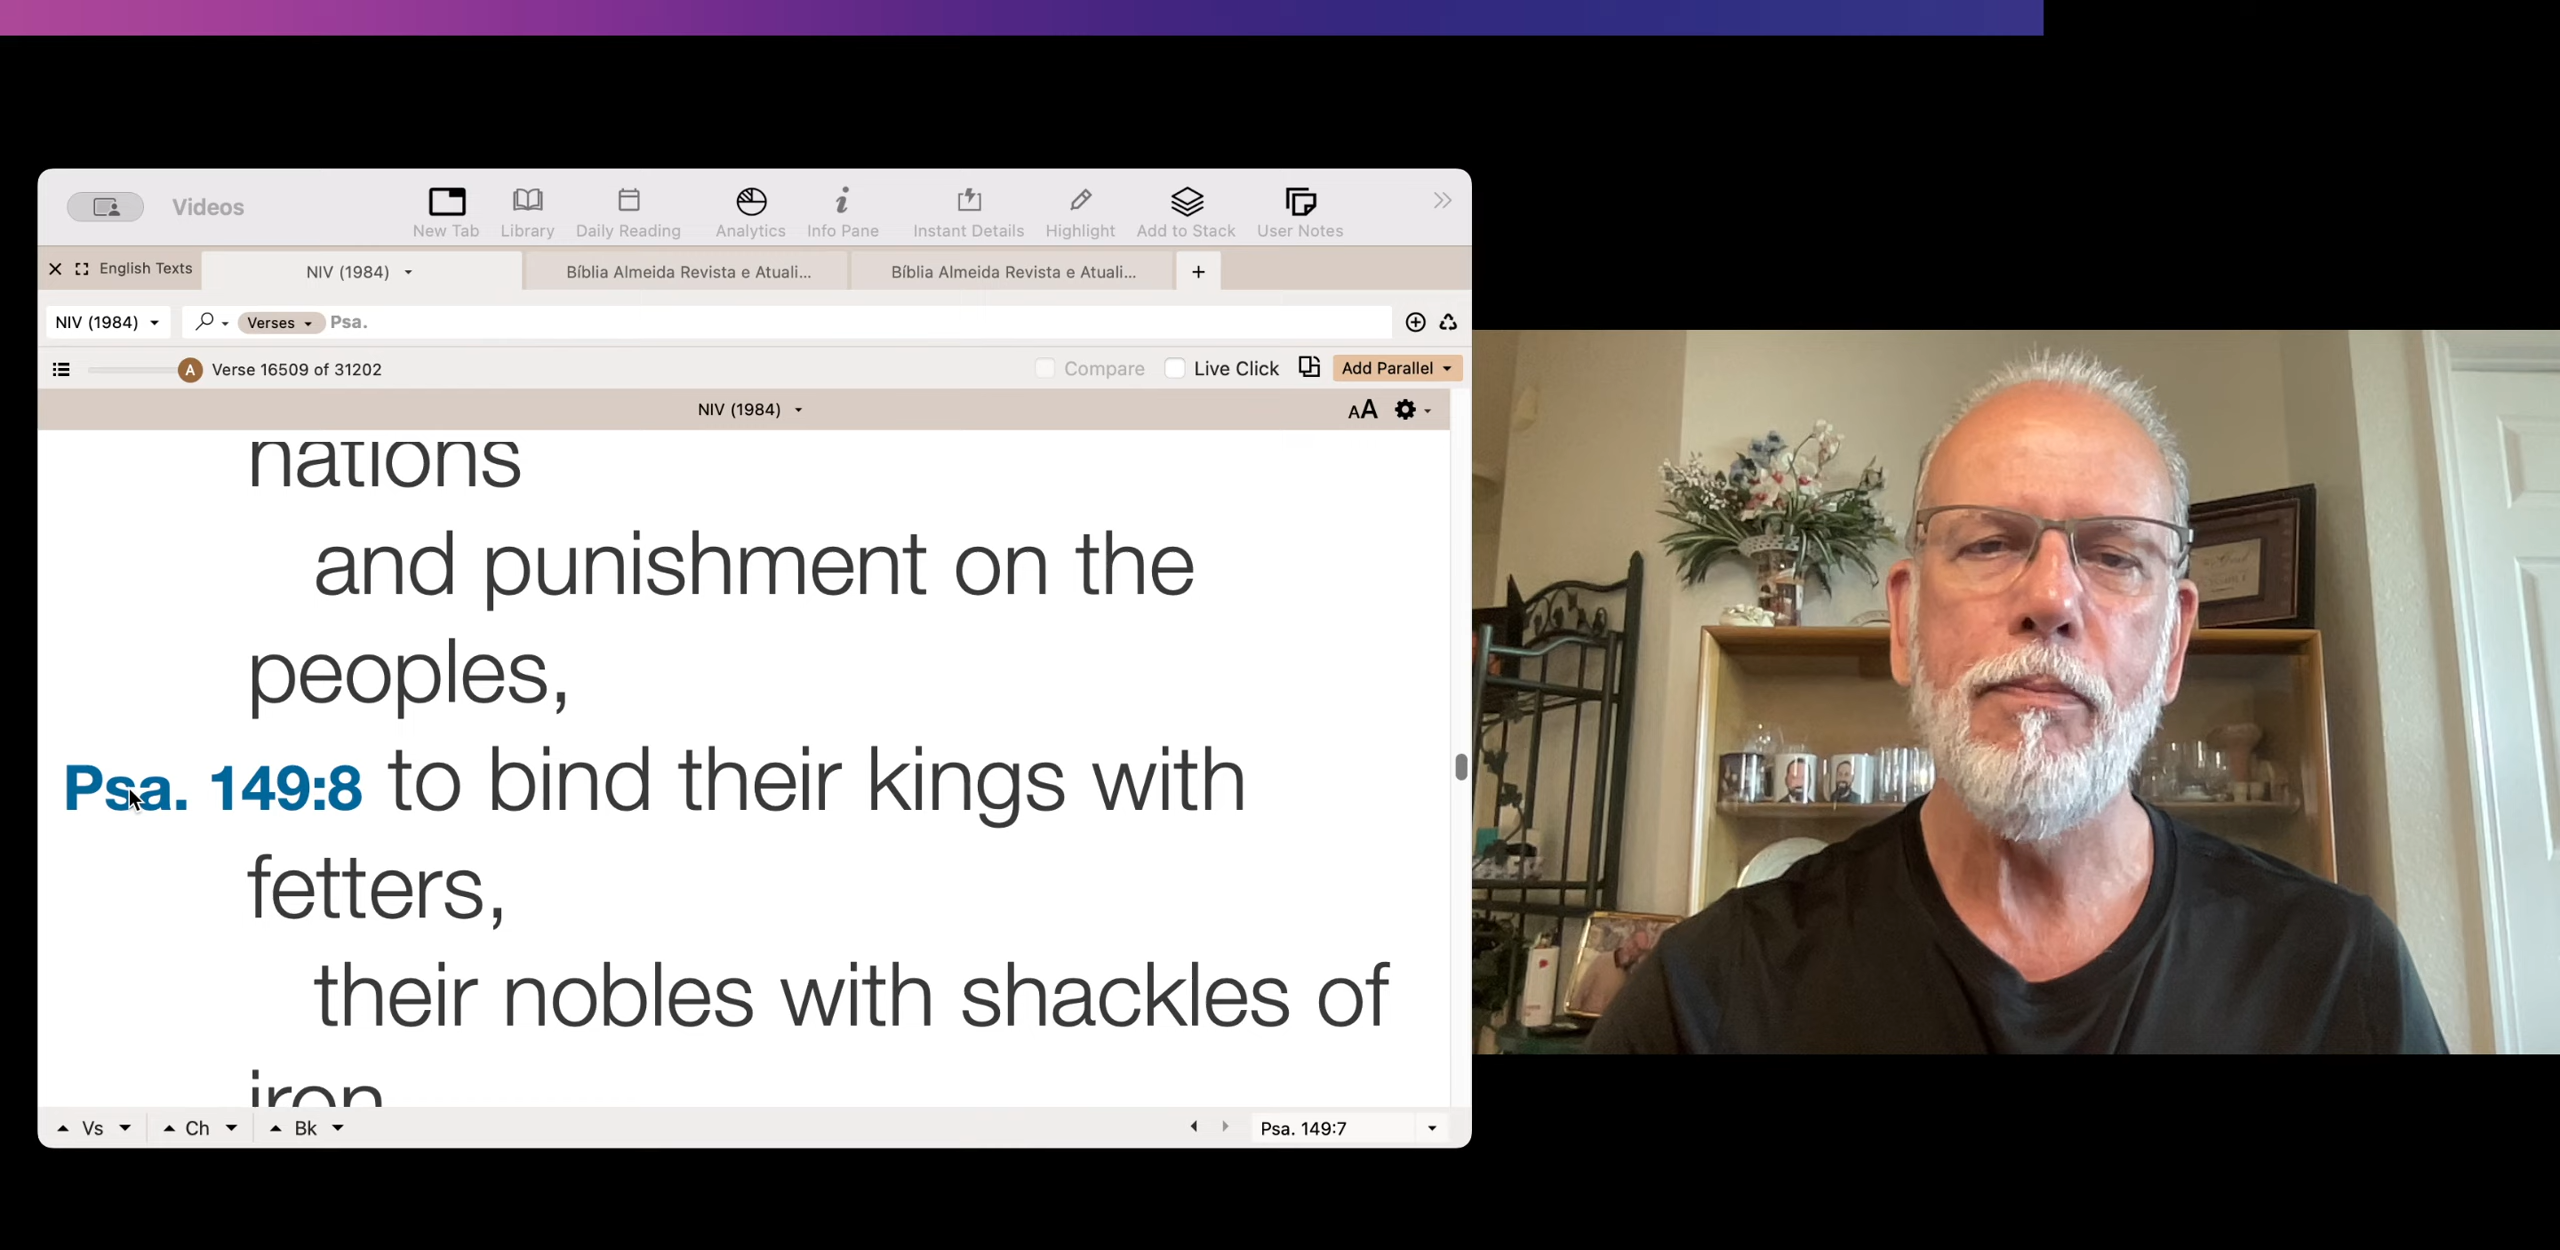 Videos
New Tab
Library
Daily Reading
Analytics
Info Pane
Instant Details
Highlight
Add to Stack
User Notes
English Texts
NIV (1984)
Bíblia Almeida Revista e Atuali...
Bíblia Almeida Revista e Atuali...
NIV (1984)
Verses
Psa.
A
Verse 16509 of 31202
Compare
Live Click
Add Parallel
NIV (1984)
AA
nations
and punishment on the
peoples,
Psa. 149:8 to bind their kings with
fetters,
their nobles with shackles of
iron
Vs
Ch
Bk
Psa. 149:7